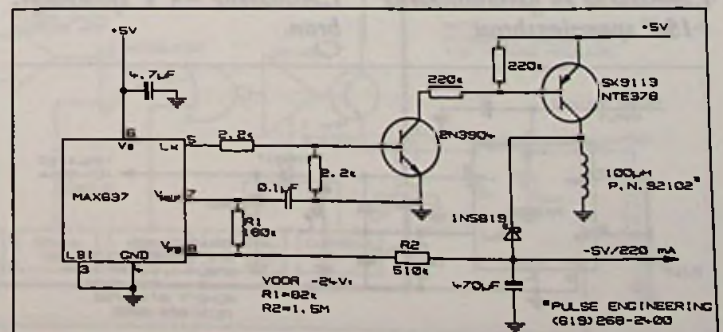 +5V
+5V
4.7µF
220Ω
220Ω
SK9113
NTE378
6
VS
LX
5
2.2k
2N3904
2.2k
MAX637
VREF
7
0.1µF
100µH
P.N.92102*
1N5819
R1
160k
VFB
8
R2
510k
-5V/220 mA
LBI
GND
3
4
VOOR -24V:
R1=82k
R2=1.5M
470µF
*PULSE ENGINEERING
(619)268-2400